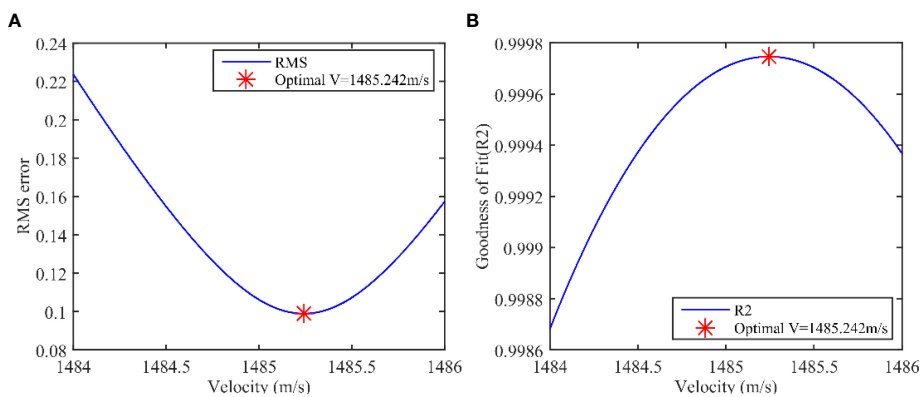 A
0.24
0.22
0.2
0.18
0.16
0.14
0.12
0.1
0.08
RMS error
RMS
Optimal V=1485.242m/s
1484
1484.5
1485
1485.5
1486
Velocity (m/s)
B
0.9998
0.9996
0.9994
0.9992
0.999
0.9988
0.9986
Goodness of Fit(R2)
R2
Optimal V=1485.242m/s
1484
1484.5
1485
1485.5
1486
Velocity (m/s)